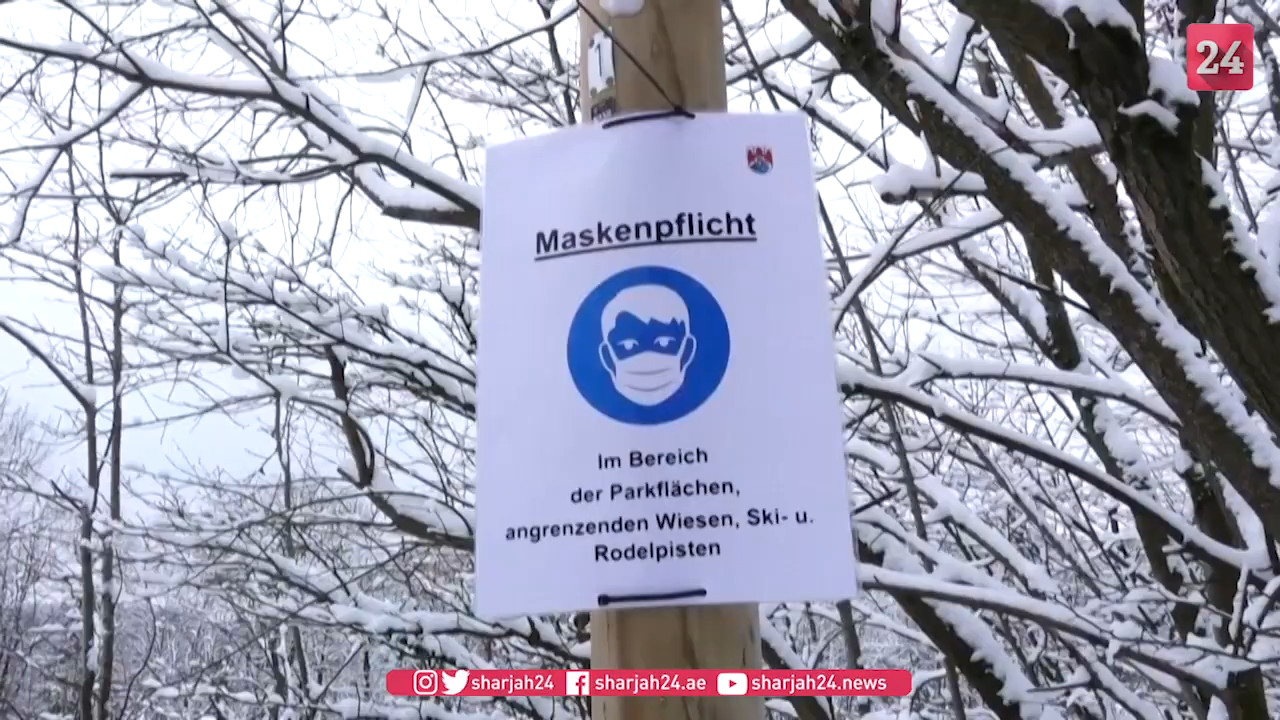 24
Maskenpflicht
Im Bereich
der Parkflächen,
angrenzenden Wiesen, Ski- u.
Rodelpisten
sharjah24 sharjah24.ae sharjah24.news